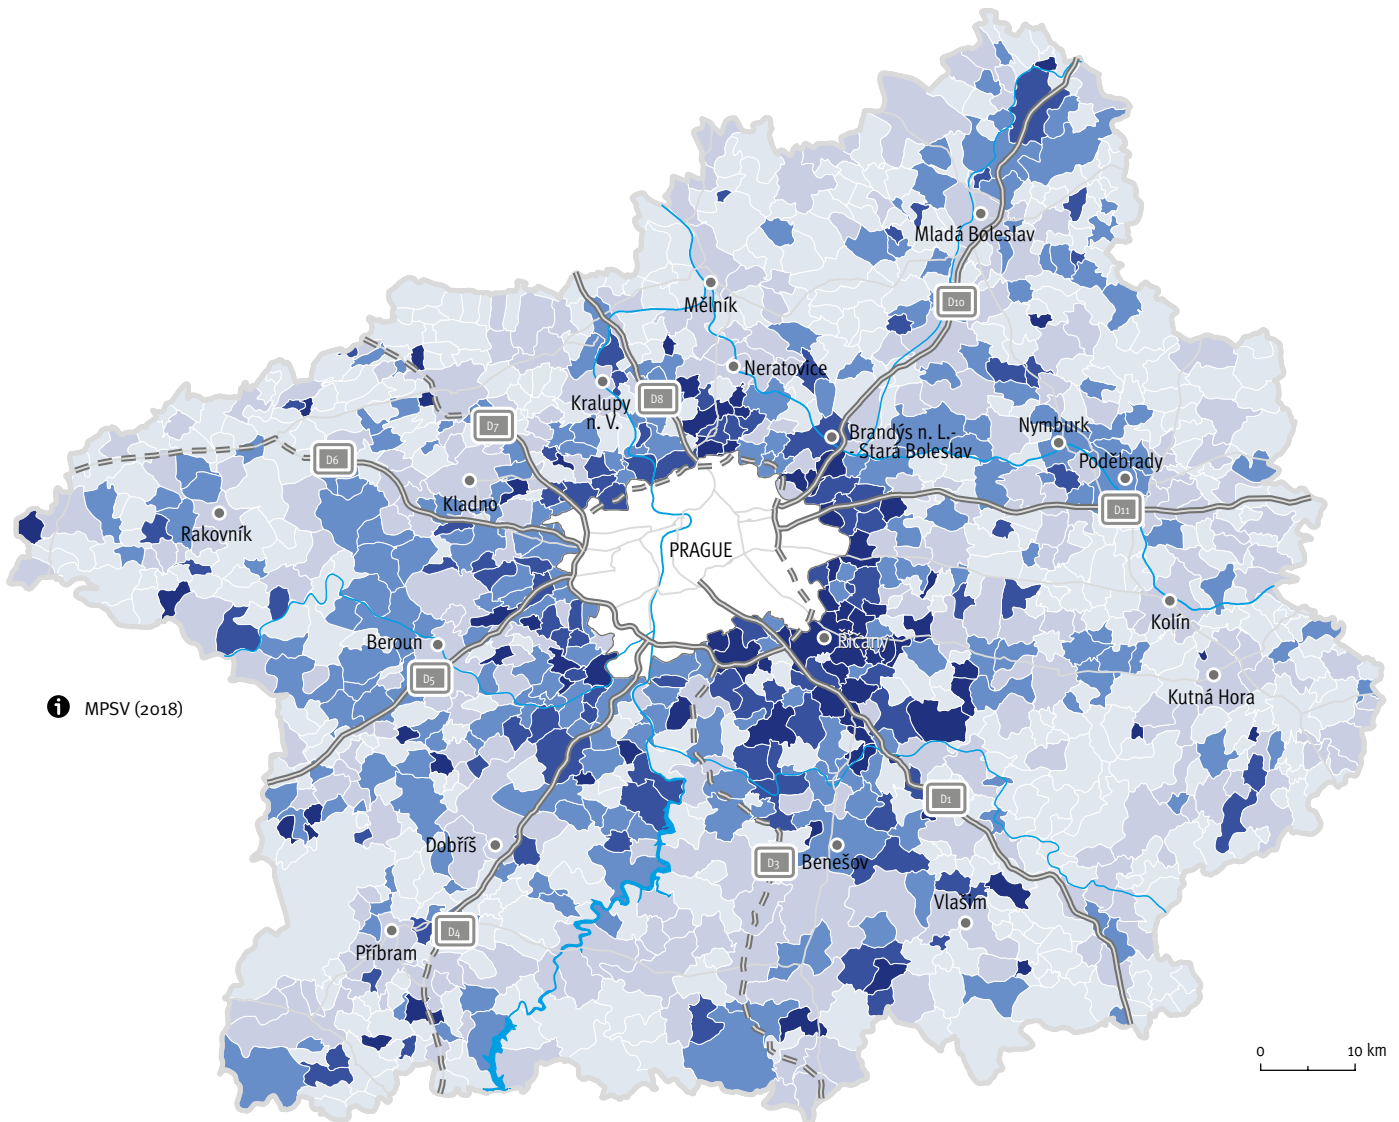 Mladá Boleslav
D10
Mělník
Neratovice
D8
Kralupy
n. V.
D7
Brandýs n. L.-
- Stará Boleslav
Nymburk
Poděbrady
D6
Kladno
D11
Rakovník
PRAGUE
Kolín
Beroun
Říčany
D5
Kutná Hora
MPSV (2018)
D1
Dobříš
D3
Benešov
Vlašim
D4
Příbram
0 10 km